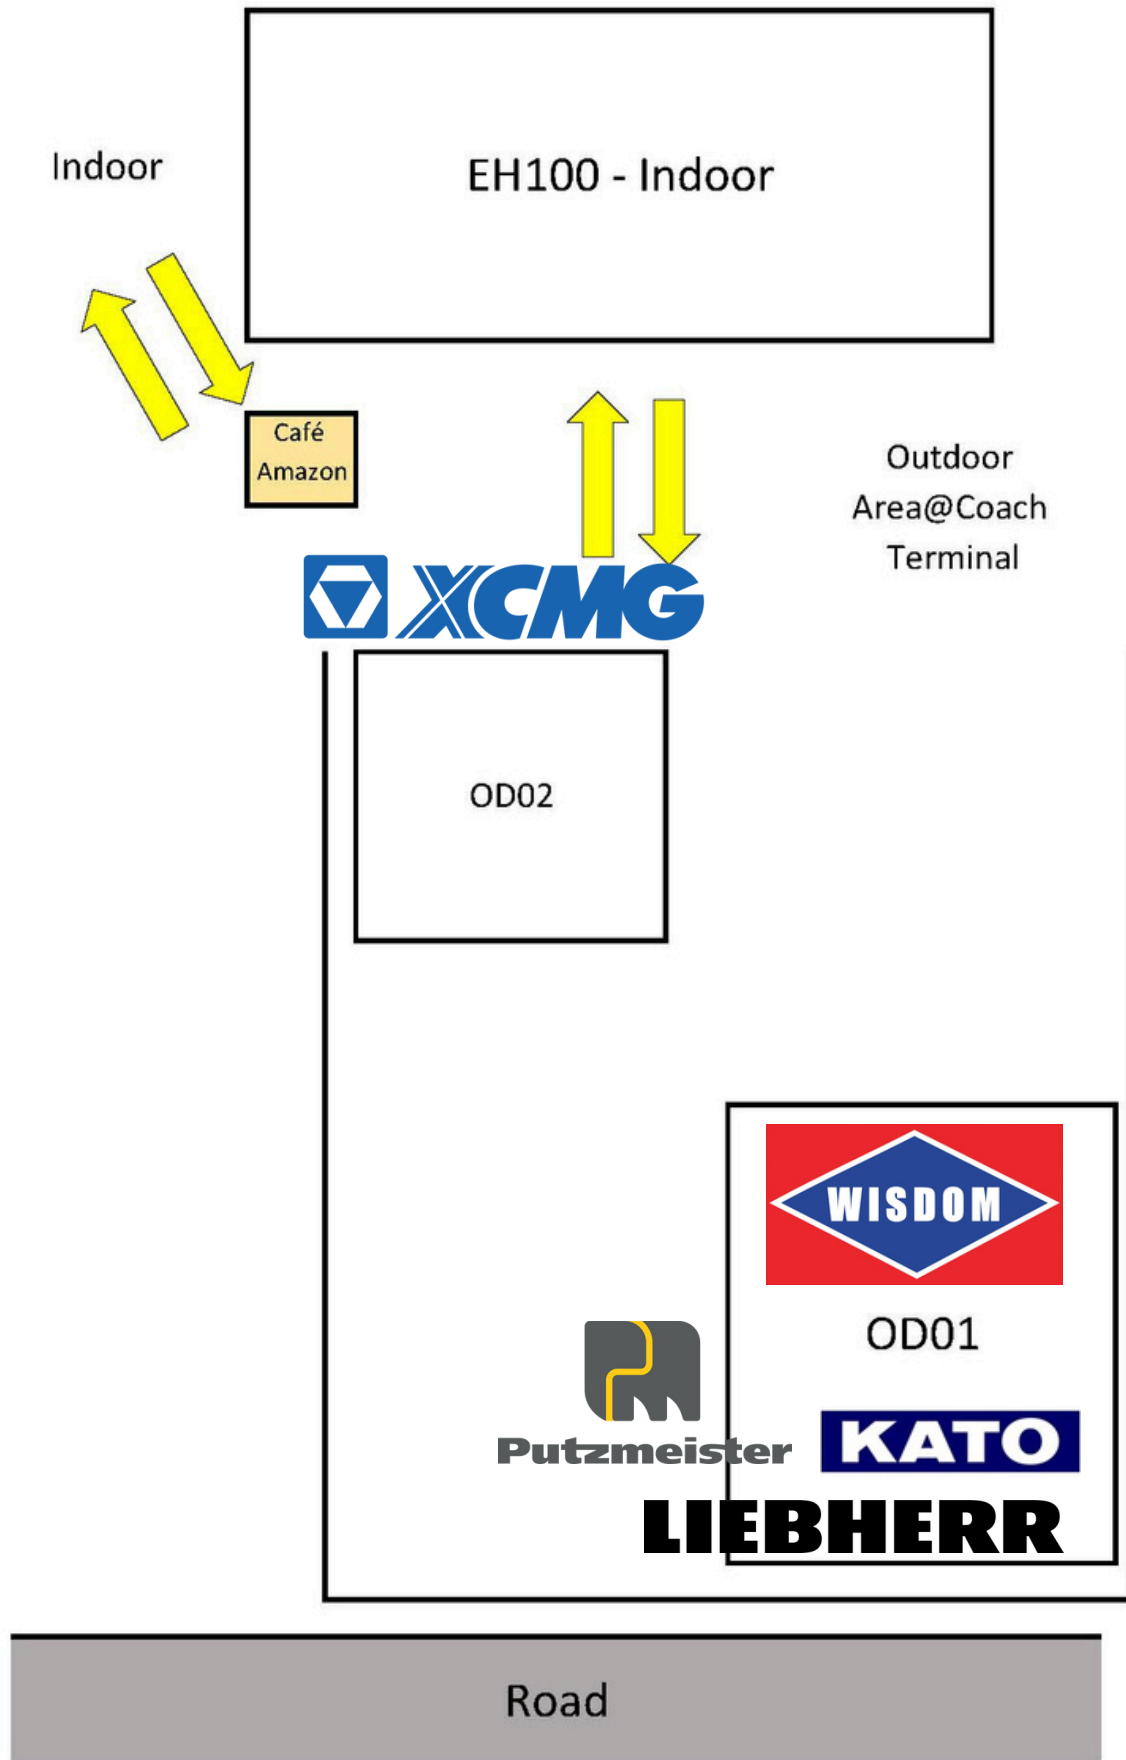 Indoor
EH100 - Indoor
Café
Amazon
Outdoor
Area@Coach
Terminal
XCMG
OD02
WISDOM
OD01
Putzmeister
KATO
LIEBHERR
Road